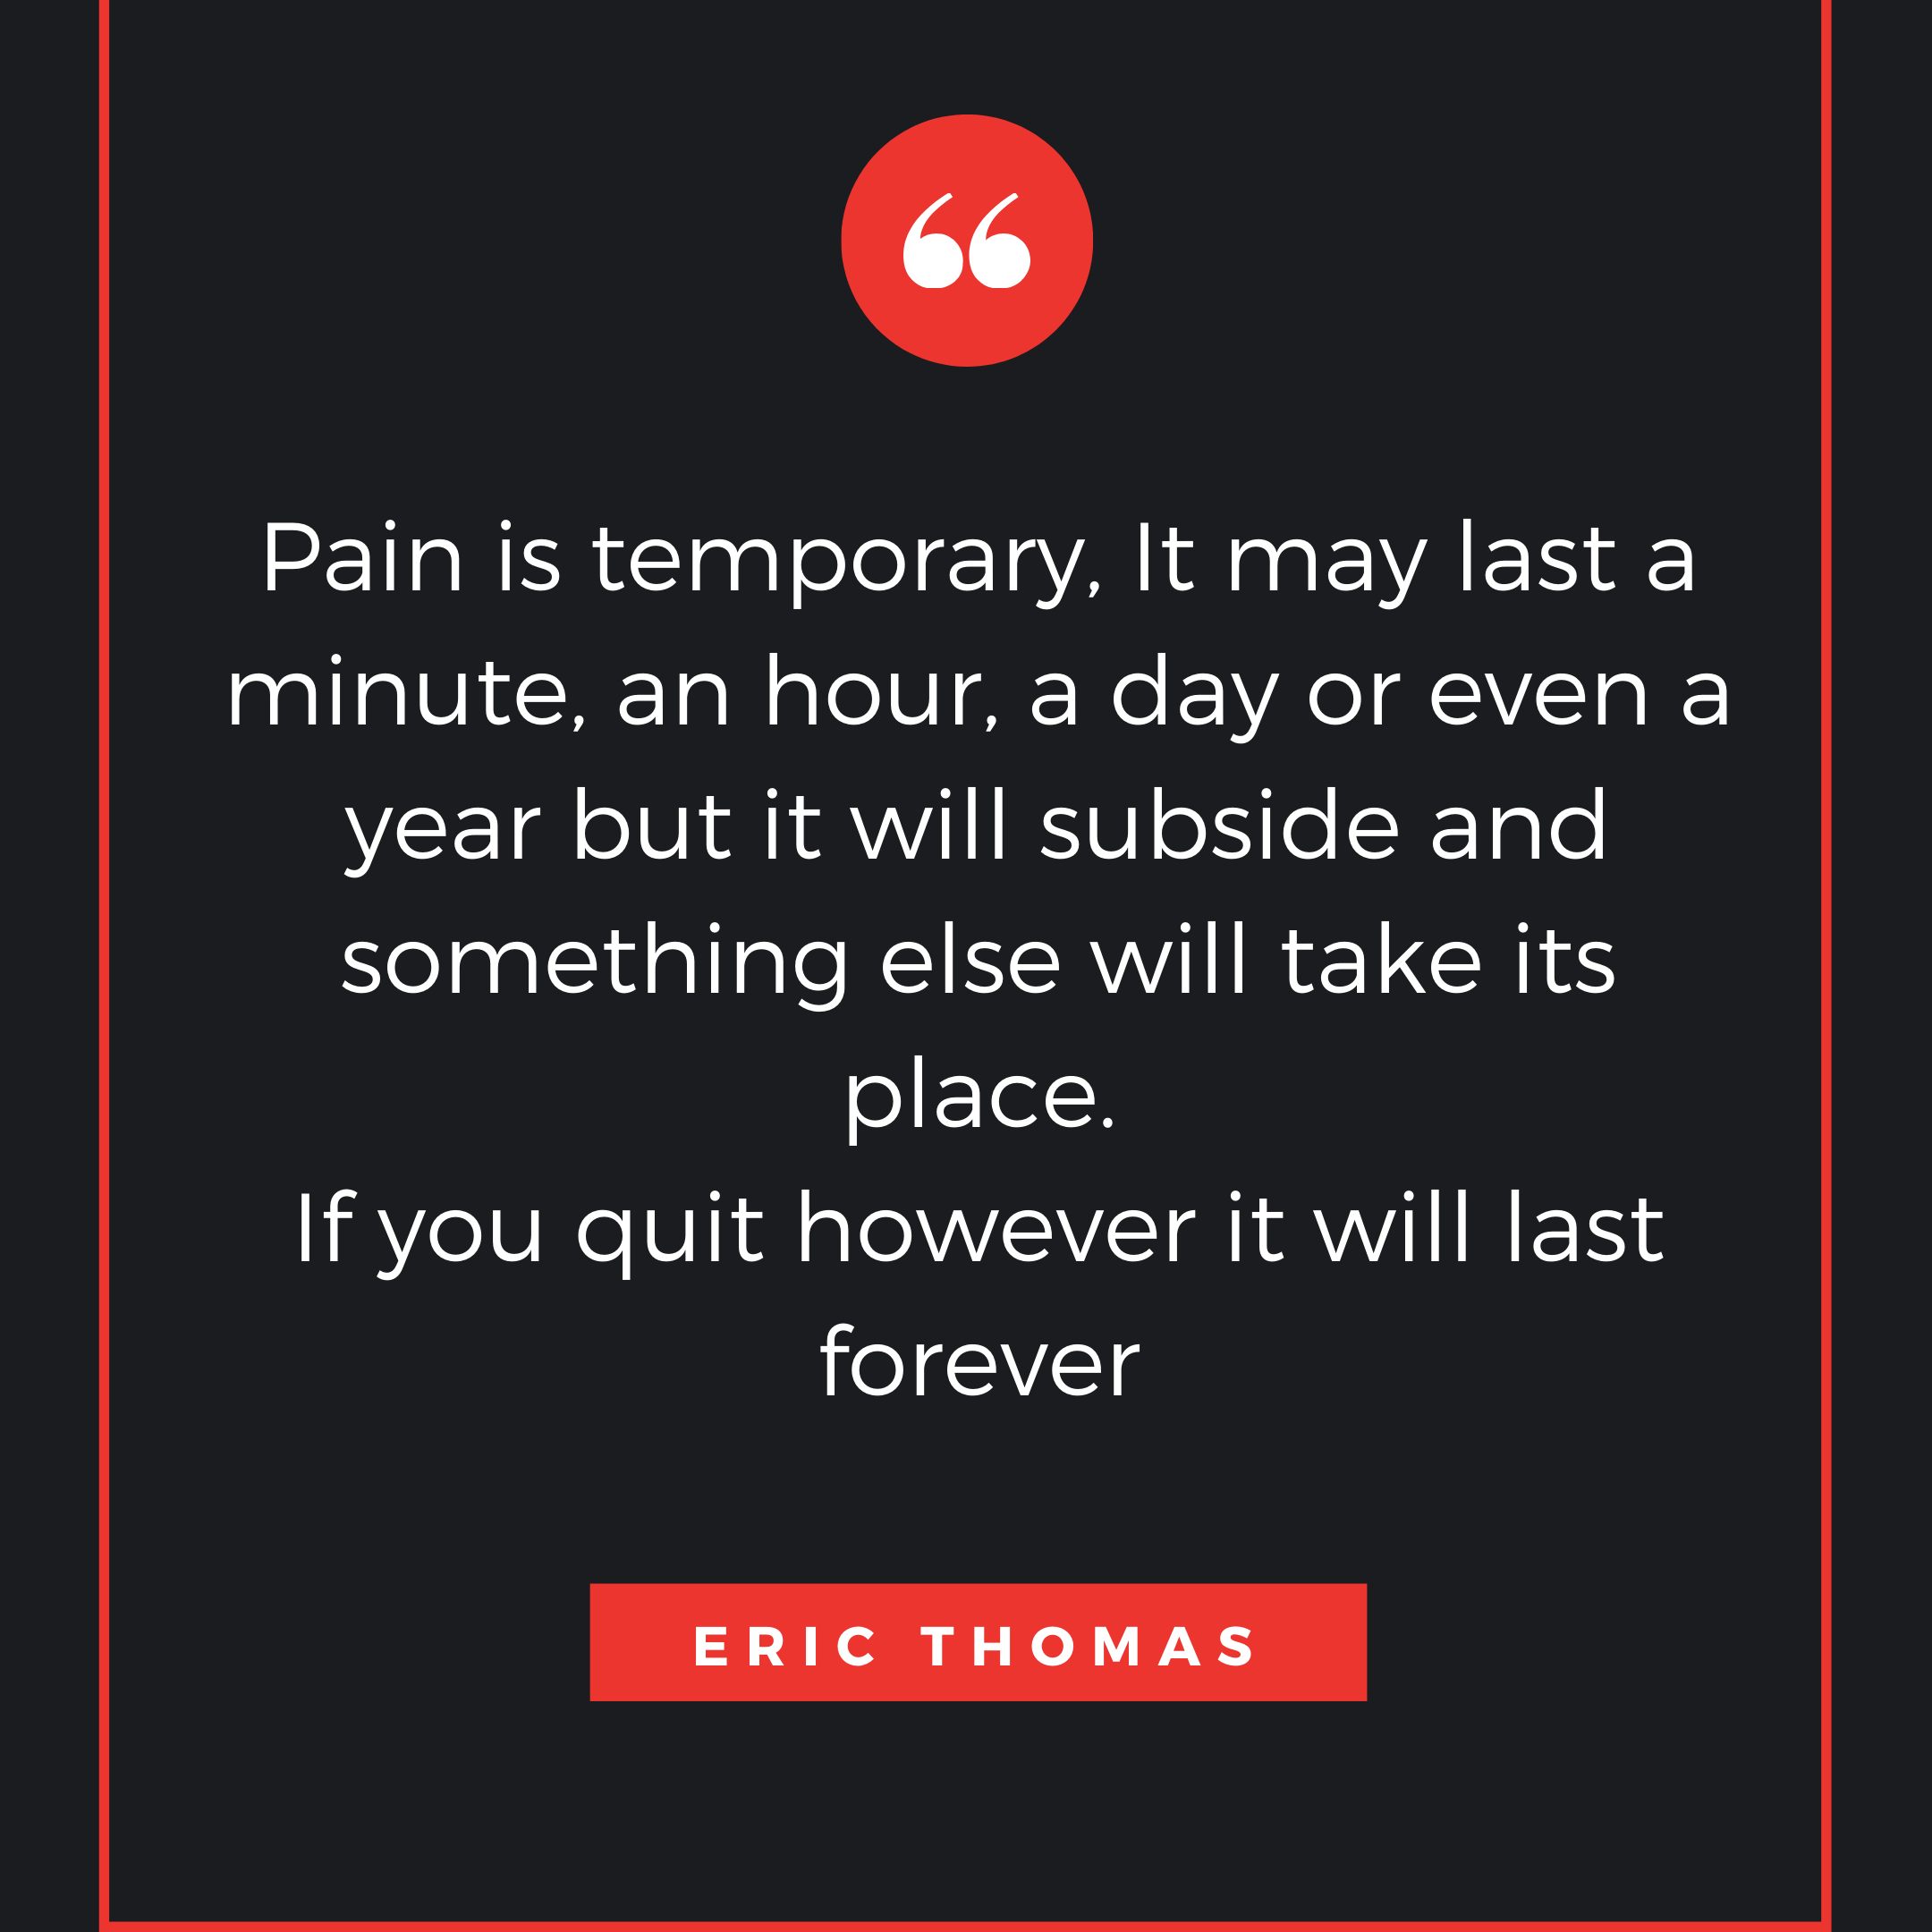 “
Pain is temporary, It may last a
minute, an hour, a day or even a
year but it will subside and
something else will take its
place.
If you quit however it will last
forever
ERIC THOMAS